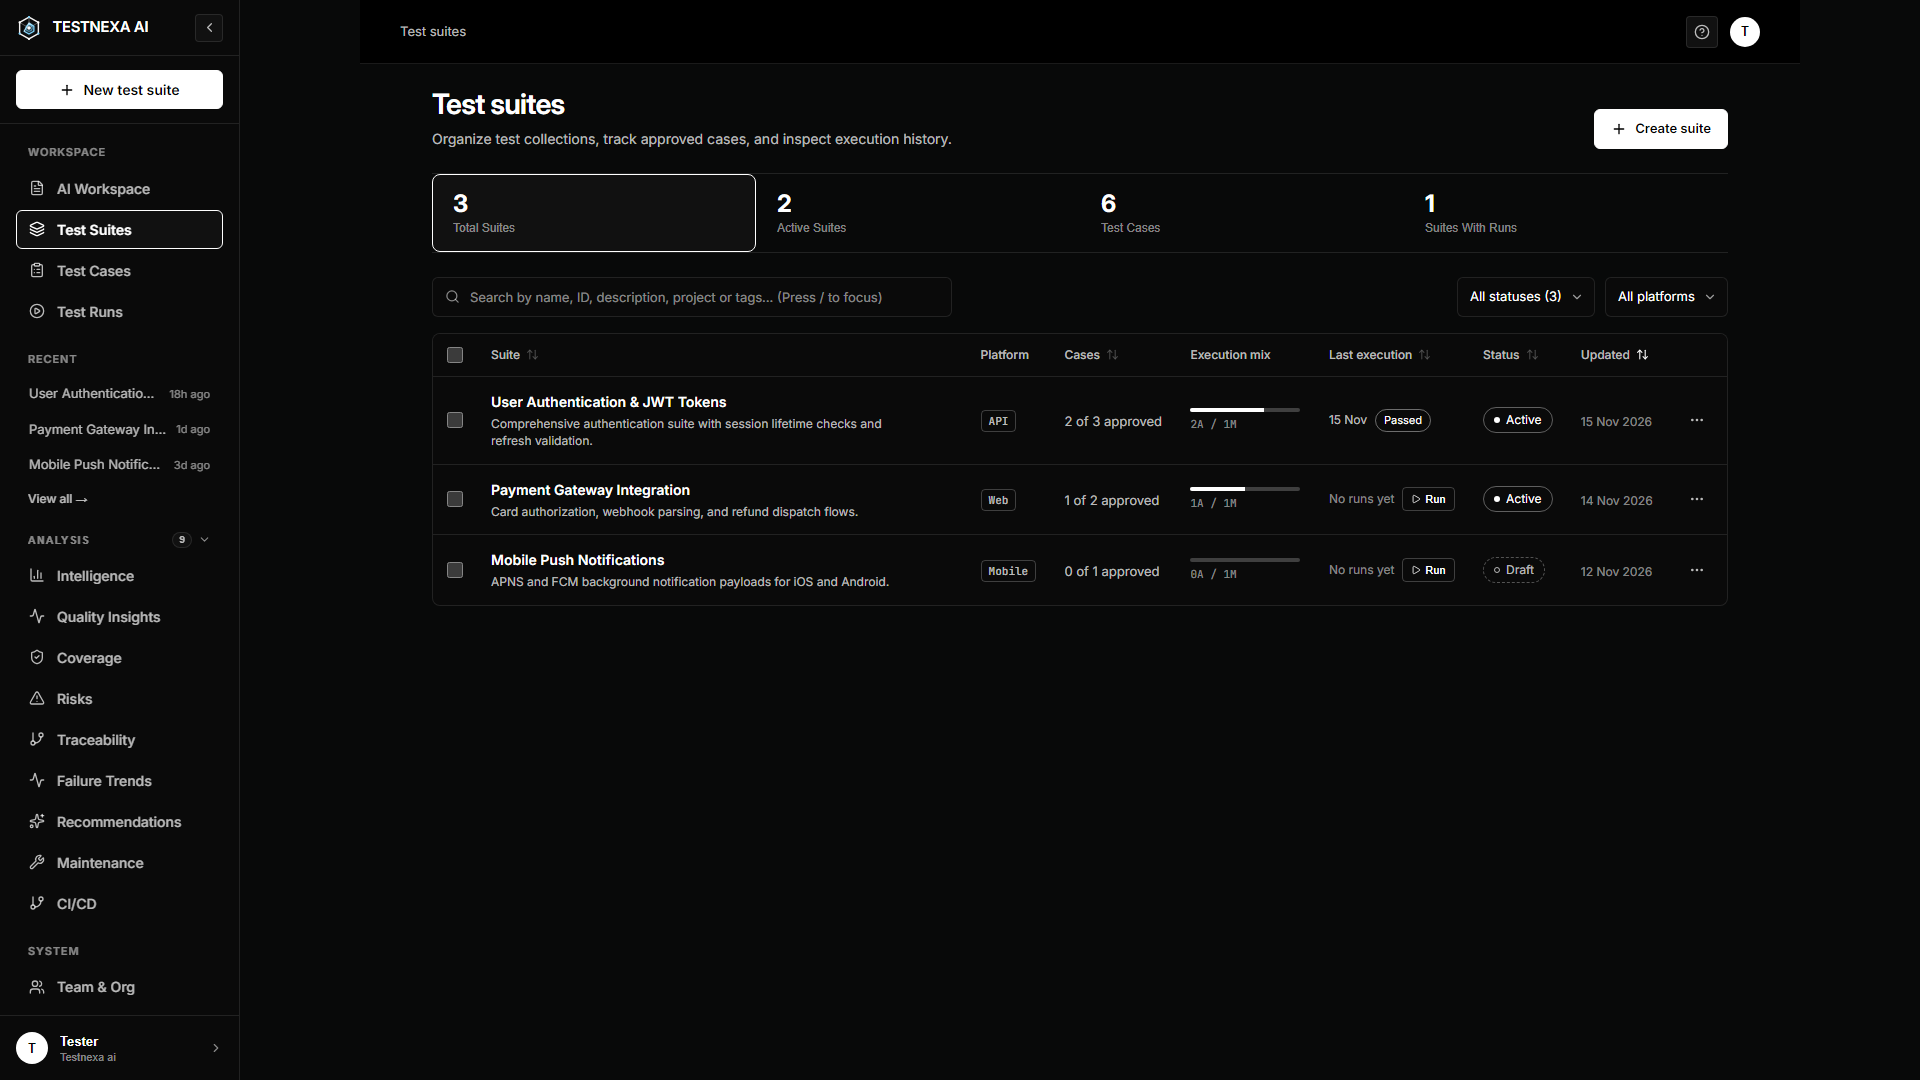 TESTNEXA AI
New test suite
WORKSPACE
AI Workspace
Test Suites
Test Cases
Test Runs
RECENT
User Authenticatio... 18h ago
Payment Gateway In... 1d ago
Mobile Push Notific... 3d ago
View all →
ANALYSIS 9
Intelligence
Quality Insights
Coverage
Risks
Traceability
Failure Trends
Recommendations
Maintenance
CI/CD
SYSTEM
Team & Org
T
Tester
Testnexa ai
Test suites
T
Test suites
Organize test collections, track approved cases, and inspect execution history.
Create suite
3
Total Suites
2
Active Suites
6
Test Cases
1
Suites With Runs
Search by name, ID, description, project or tags... (Press / to focus)
All statuses (3)
All platforms
Suite Platform Cases Execution mix Last execution Status Updated
User Authentication & JWT Tokens
Comprehensive authentication suite with session lifetime checks and
refresh validation.
API
2 of 3 approved
2A / 1M
15 Nov Passed
Active
15 Nov 2026
Payment Gateway Integration
Card authorization, webhook parsing, and refund dispatch flows.
Web
1 of 2 approved
1A / 1M
No runs yet Run
Active
14 Nov 2026
Mobile Push Notifications
APNS and FCM background notification payloads for iOS and Android.
Mobile
0 of 1 approved
0A / 1M
No runs yet Run
Draft
12 Nov 2026